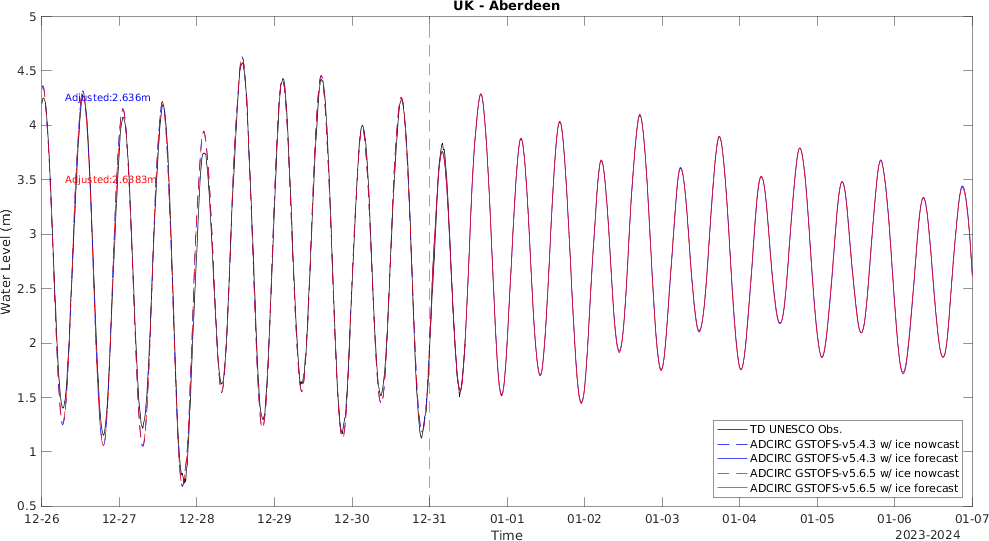 UK - Aberdeen
5
4.5
4
3.5
3
2.5
2
1.5
1
0.5
Water Level (m)
Adjusted:2.636m
Adjusted:2.6383m
TD UNESCO Obs.
ADCIRC GSTOFS-v5.4.3 w/ ice nowcast
ADCIRC GSTOFS-v5.4.3 w/ ice forecast
ADCIRC GSTOFS-v5.6.5 w/ ice nowcast
ADCIRC GSTOFS-v5.6.5 w/ ice forecast
12-26 12-27 12-28 12-29 12-30 12-31 01-01 01-02 01-03 01-04 01-05 01-06 01-07
Time
2023-2024